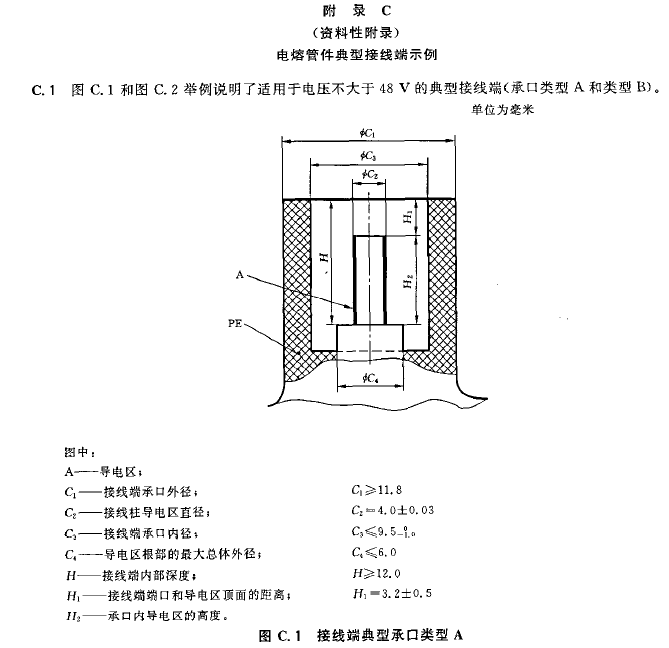 附 录 C
（资料性附录）
电熔管件典型接线端示例
C.1 图 C.1 和图 C.2 举例说明了适用于电压不大于 48 V 的典型接线端(承口类型 A 和类型 B)。
单位为毫米
φC₁
φC₃
φC₂
H₁
H
H₂
A
PE
φC₄
图中：
A——导电区；
C₁——接线端承口外径； C₁≥11.8
C₂——接线柱导电区直径； C₂=4.0±0.03
C₃——接线端承口内径； C₃≤9.5₋₁.₀⁰
C₄——导电区根部的最大总体外径； C₄≤6.0
H——接线端内部深度； H≥12.0
H₁——接线端端口和导电区顶面的距离； H₁=3.2±0.5
H₂——承口内导电区的高度。
图 C.1 接线端典型承口类型 A